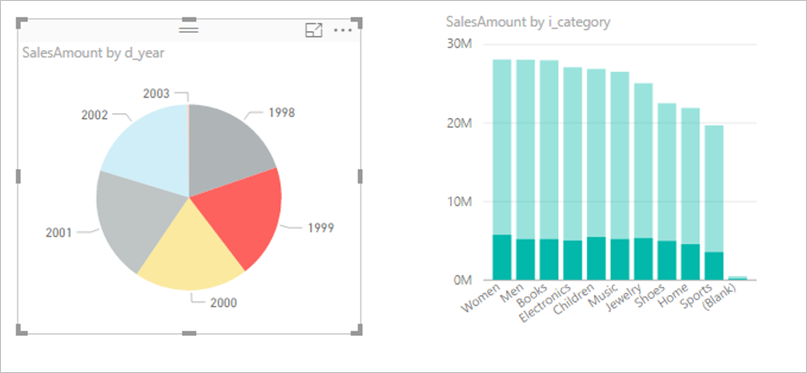 SalesAmount by d_year
2003
1998
2002
1999
2001
2000
SalesAmount by i_category
30M
20M
10M
0M
Women
Men
Books
Electronics
Children
Music
Jewelry
Shoes
Home
Sports
(Blank)